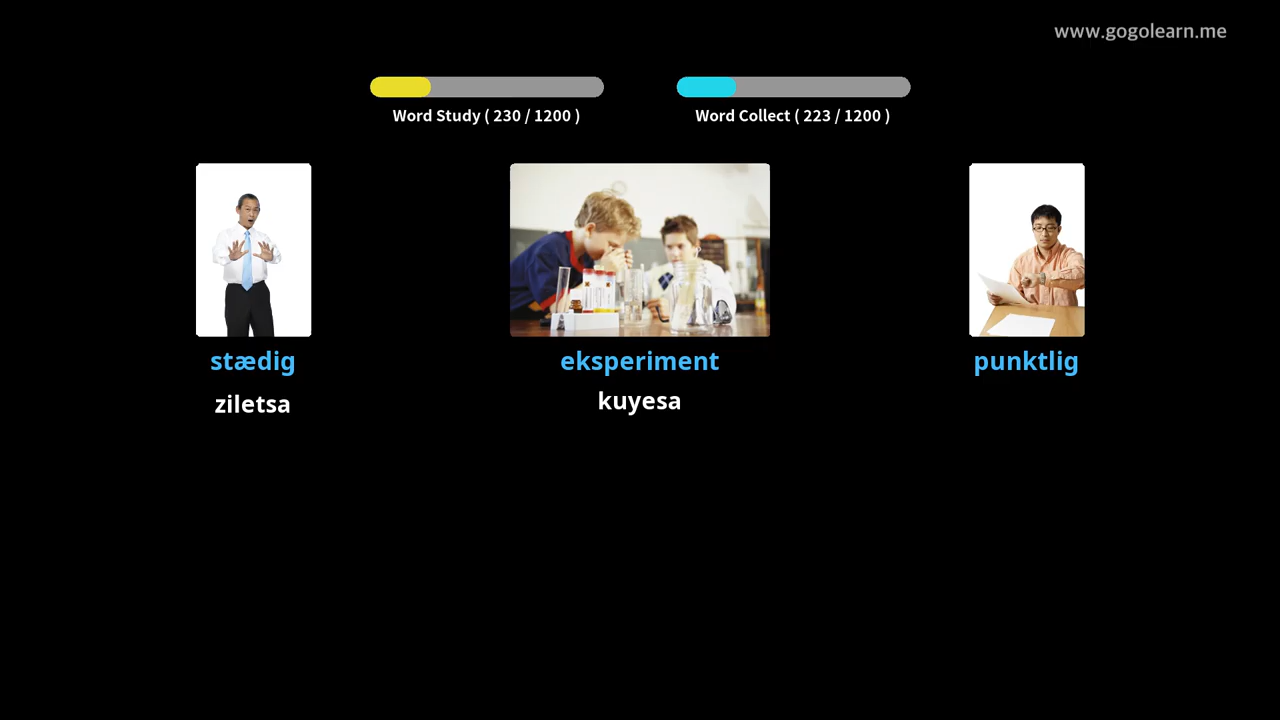 www.gogolearn.me
Word Study ( 230 / 1200 )
Word Collect ( 223 / 1200 )
stædig
eksperiment
punktlig
ziletsa
kuyesa